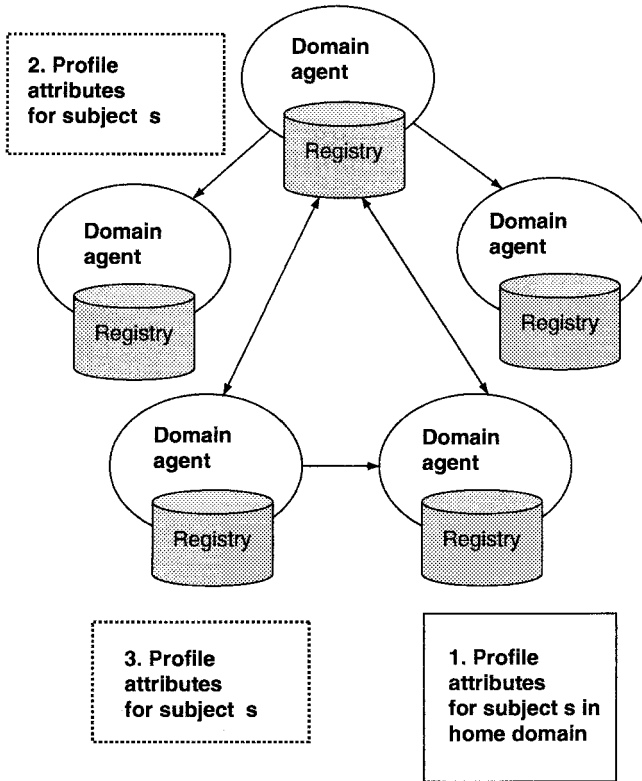 2. Profile
attributes
for subject s
Domain
agent
Registry
Domain
agent
Registry
Domain
agent
Registry
Domain
agent
Registry
Domain
agent
Registry
3. Profile
attributes
for subject s
1. Profile
attributes
for subject s in
home domain